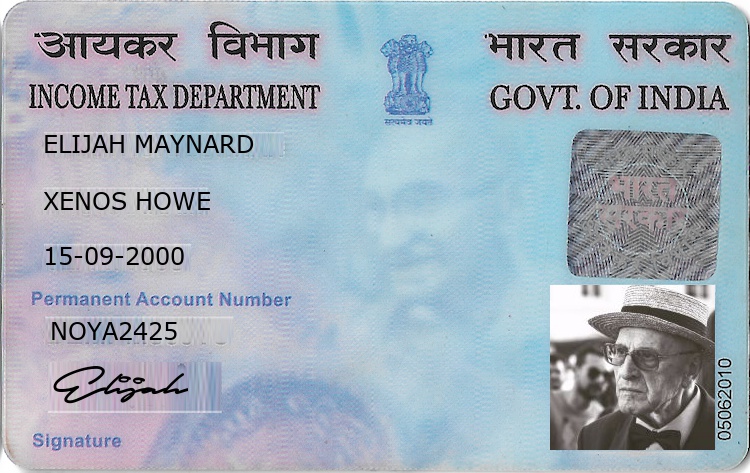 आयकर विभाग
INCOME TAX DEPARTMENT
भारत सरकार
GOVT. OF INDIA
सत्यमेव जयते
ELIJAH MAYNARD
XENOS HOWE
15-09-2000
भारत
सरकार
Permanent Account Number
NOYA2425
Elijah
Signature
05062010